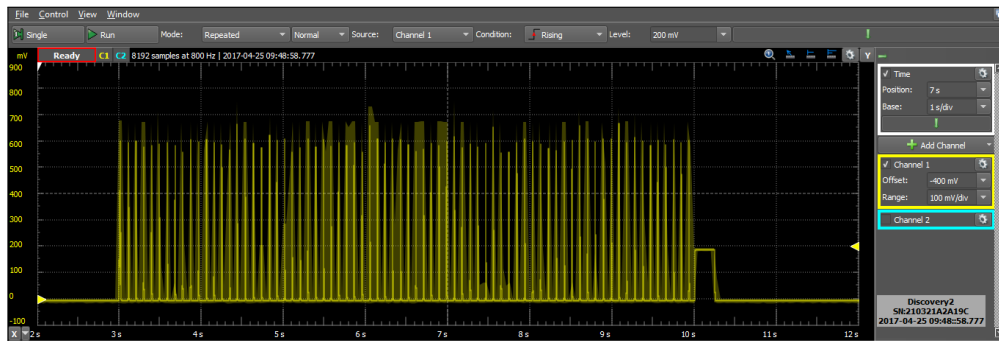 File Control View Window
Single Run Mode: Repeated Normal Source: Channel 1 Condition: Rising Level: 200 mV
mV Ready C1 C2 8192 samples at 800 Hz | 2017-04-25 09:48:58.777 Y
900
800
700
600
500
400
300
200
100
0
-100
X 2 s 3 s 4 s 5 s 6 s 7 s 8 s 9 s 10 s 11 s 12 s
Time
Position: 7 s
Base: 1 s/div
Add Channel
Channel 1
Offset: -400 mV
Range: 100 mV/div
Channel 2
Discovery2
SN:210321A2A19C
2017-04-25 09:48:58.777